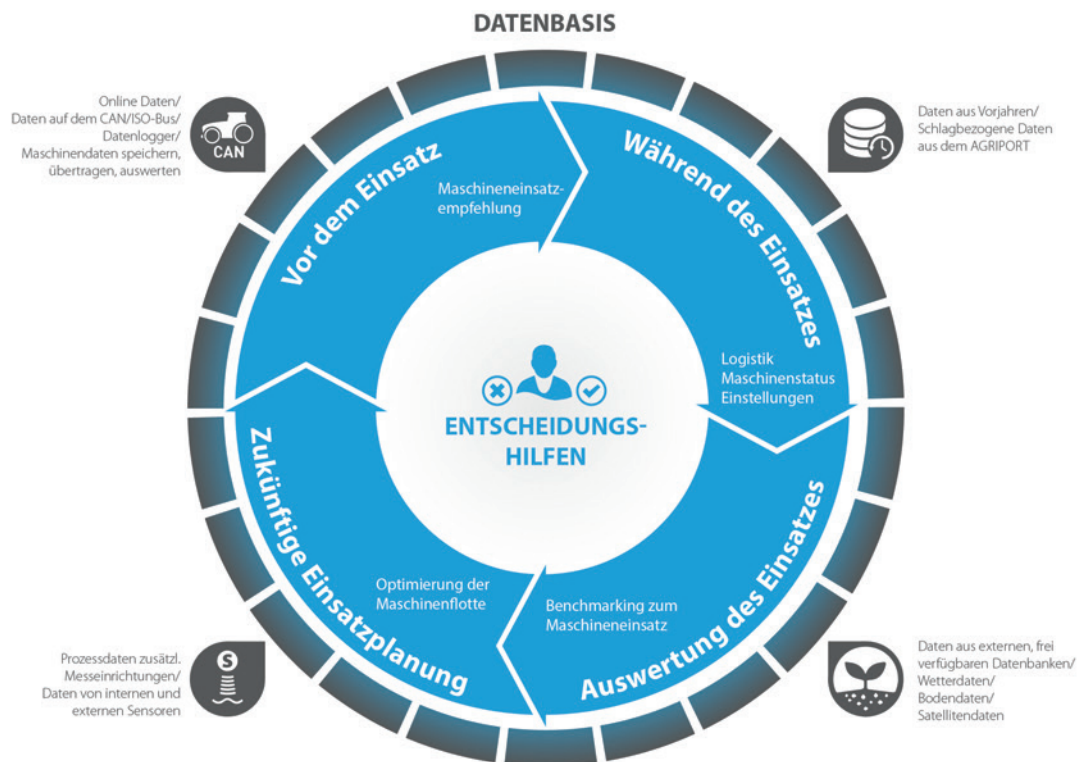 DATENBASIS
Online Daten/
Daten auf dem CAN/ISO-Bus/
Datenlogger/
Maschinendaten speichern,
übertragen, auswerten
CAN
Daten aus Vorjahren/
Schlagbezogene Daten
aus dem AGRIPORT
Vor dem Einsatz
Maschineneinsatz-
empfehlung
Während des Einsatzes
Logistik
Maschinenstatus
Einstellungen
ENTSCHEIDUNGS-
HILFEN
Zukünftige Einsatzplanung
Optimierung der
Maschinenflotte
Auswertung des Einsatzes
Benchmarking zum
Maschineneinsatz
Prozessdaten zusätzl.
Messeinrichtungen/
Daten von internen und
externen Sensoren
S
Daten aus externen, frei
verfügbaren Datenbanken/
Wetterdaten/
Bodendaten/
Satellitendaten